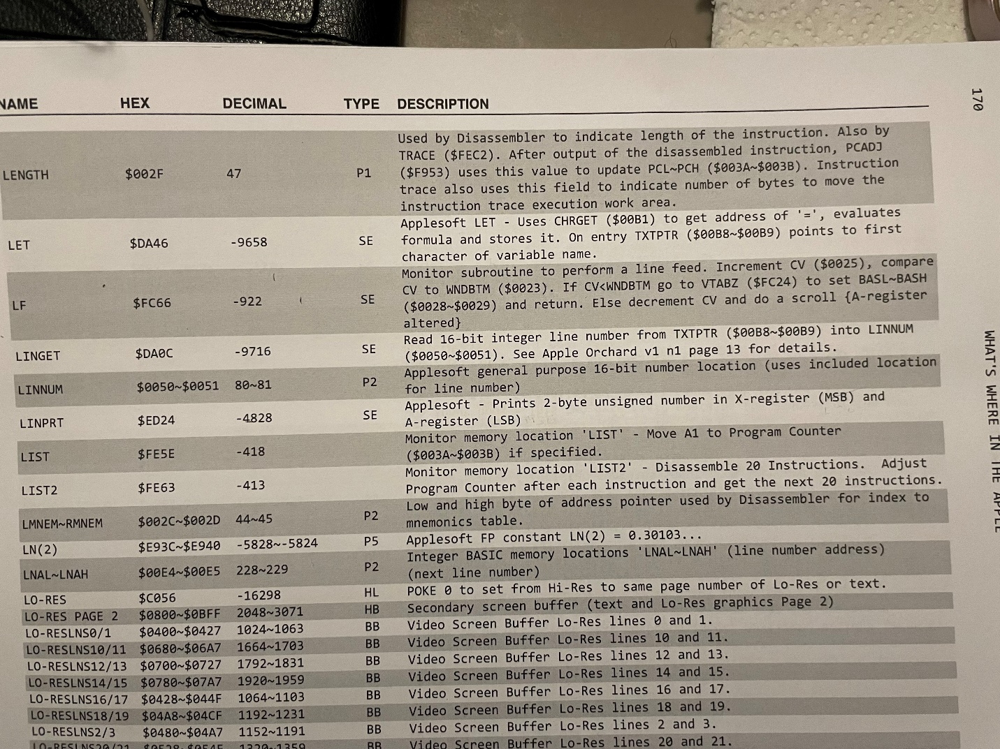 170
WHAT'S WHERE IN THE APPLE
NAME HEX DECIMAL TYPE DESCRIPTION
LENGTH $002F 47 P1 Used by Disassembler to indicate length of the instruction. Also by
TRACE ($FEC2). After output of the disassembled instruction, PCADJ
($F953) uses this value to update PCL~PCH ($003A~$003B). Instruction
trace also uses this field to indicate number of bytes to move the
instruction trace execution work area.
LET $DA46 -9658 SE Applesoft LET - Uses CHRGET ($00B1) to get address of '=', evaluates
formula and stores it. On entry TXTPTR ($00B8~$00B9) points to first
character of variable name.
LF $FC66 -922 SE Monitor subroutine to perform a line feed. Increment CV ($0025), compare
CV to WNDBTM ($0023). If CV<WNDBTM go to VTABZ ($FC24) to set BASL~BASH
($0028~$0029) and return. Else decrement CV and do a scroll {A-register
altered}
LINGET $DA0C -9716 SE Read 16-bit integer line number from TXTPTR ($00B8~$00B9) into LINNUM
($0050~$0051). See Apple Orchard v1 n1 page 13 for details.
LINNUM $0050~$0051 80~81 P2 Applesoft general purpose 16-bit number location (uses included location
for line number)
LINPRT $ED24 -4828 SE Applesoft - Prints 2-byte unsigned number in X-register (MSB) and
A-register (LSB)
LIST $FE5E -418 Monitor memory location 'LIST' - Move A1 to Program Counter
($003A~$003B) if specified.
LIST2 $FE63 -413 Monitor memory location 'LIST2' - Disassemble 20 Instructions. Adjust
Program Counter after each instruction and get the next 20 instructions.
LMNEM~RMNEM $002C~$002D 44~45 P2 Low and high byte of address pointer used by Disassembler for index to
mnemonics table.
LN(2) $E93C~$E940 -5828~-5824 P5 Applesoft FP constant LN(2) = 0.30103...
LNAL~LNAH $00E4~$00E5 228~229 P2 Integer BASIC memory locations 'LNAL~LNAH' (line number address)
(next line number)
LO-RES $C056 -16298 HL POKE 0 to set from Hi-Res to same page number of Lo-Res or text.
LO-RES PAGE 2 $0800~$0BFF 2048~3071 HB Secondary screen buffer (text and Lo-Res graphics Page 2)
LO-RESLNS0/1 $0400~$0427 1024~1063 BB Video Screen Buffer Lo-Res lines 0 and 1.
LO-RESLNS10/11 $0680~$06A7 1664~1703 BB Video Screen Buffer Lo-Res lines 10 and 11.
LO-RESLNS12/13 $0700~$0727 1792~1831 BB Video Screen Buffer Lo-Res lines 12 and 13.
LO-RESLNS14/15 $0780~$07A7 1920~1959 BB Video Screen Buffer Lo-Res lines 14 and 15.
LO-RESLNS16/17 $0428~$044F 1064~1103 BB Video Screen Buffer Lo-Res lines 16 and 17.
LO-RESLNS18/19 $04A8~$04CF 1192~1231 BB Video Screen Buffer Lo-Res lines 18 and 19.
LO-RESLNS2/3 $0480~$04A7 1152~1191 BB Video Screen Buffer Lo-Res lines 2 and 3.
LO-RESLNS20/21 1320~1359 BB Video Screen Buffer Lo-Res lines 20 and 21.